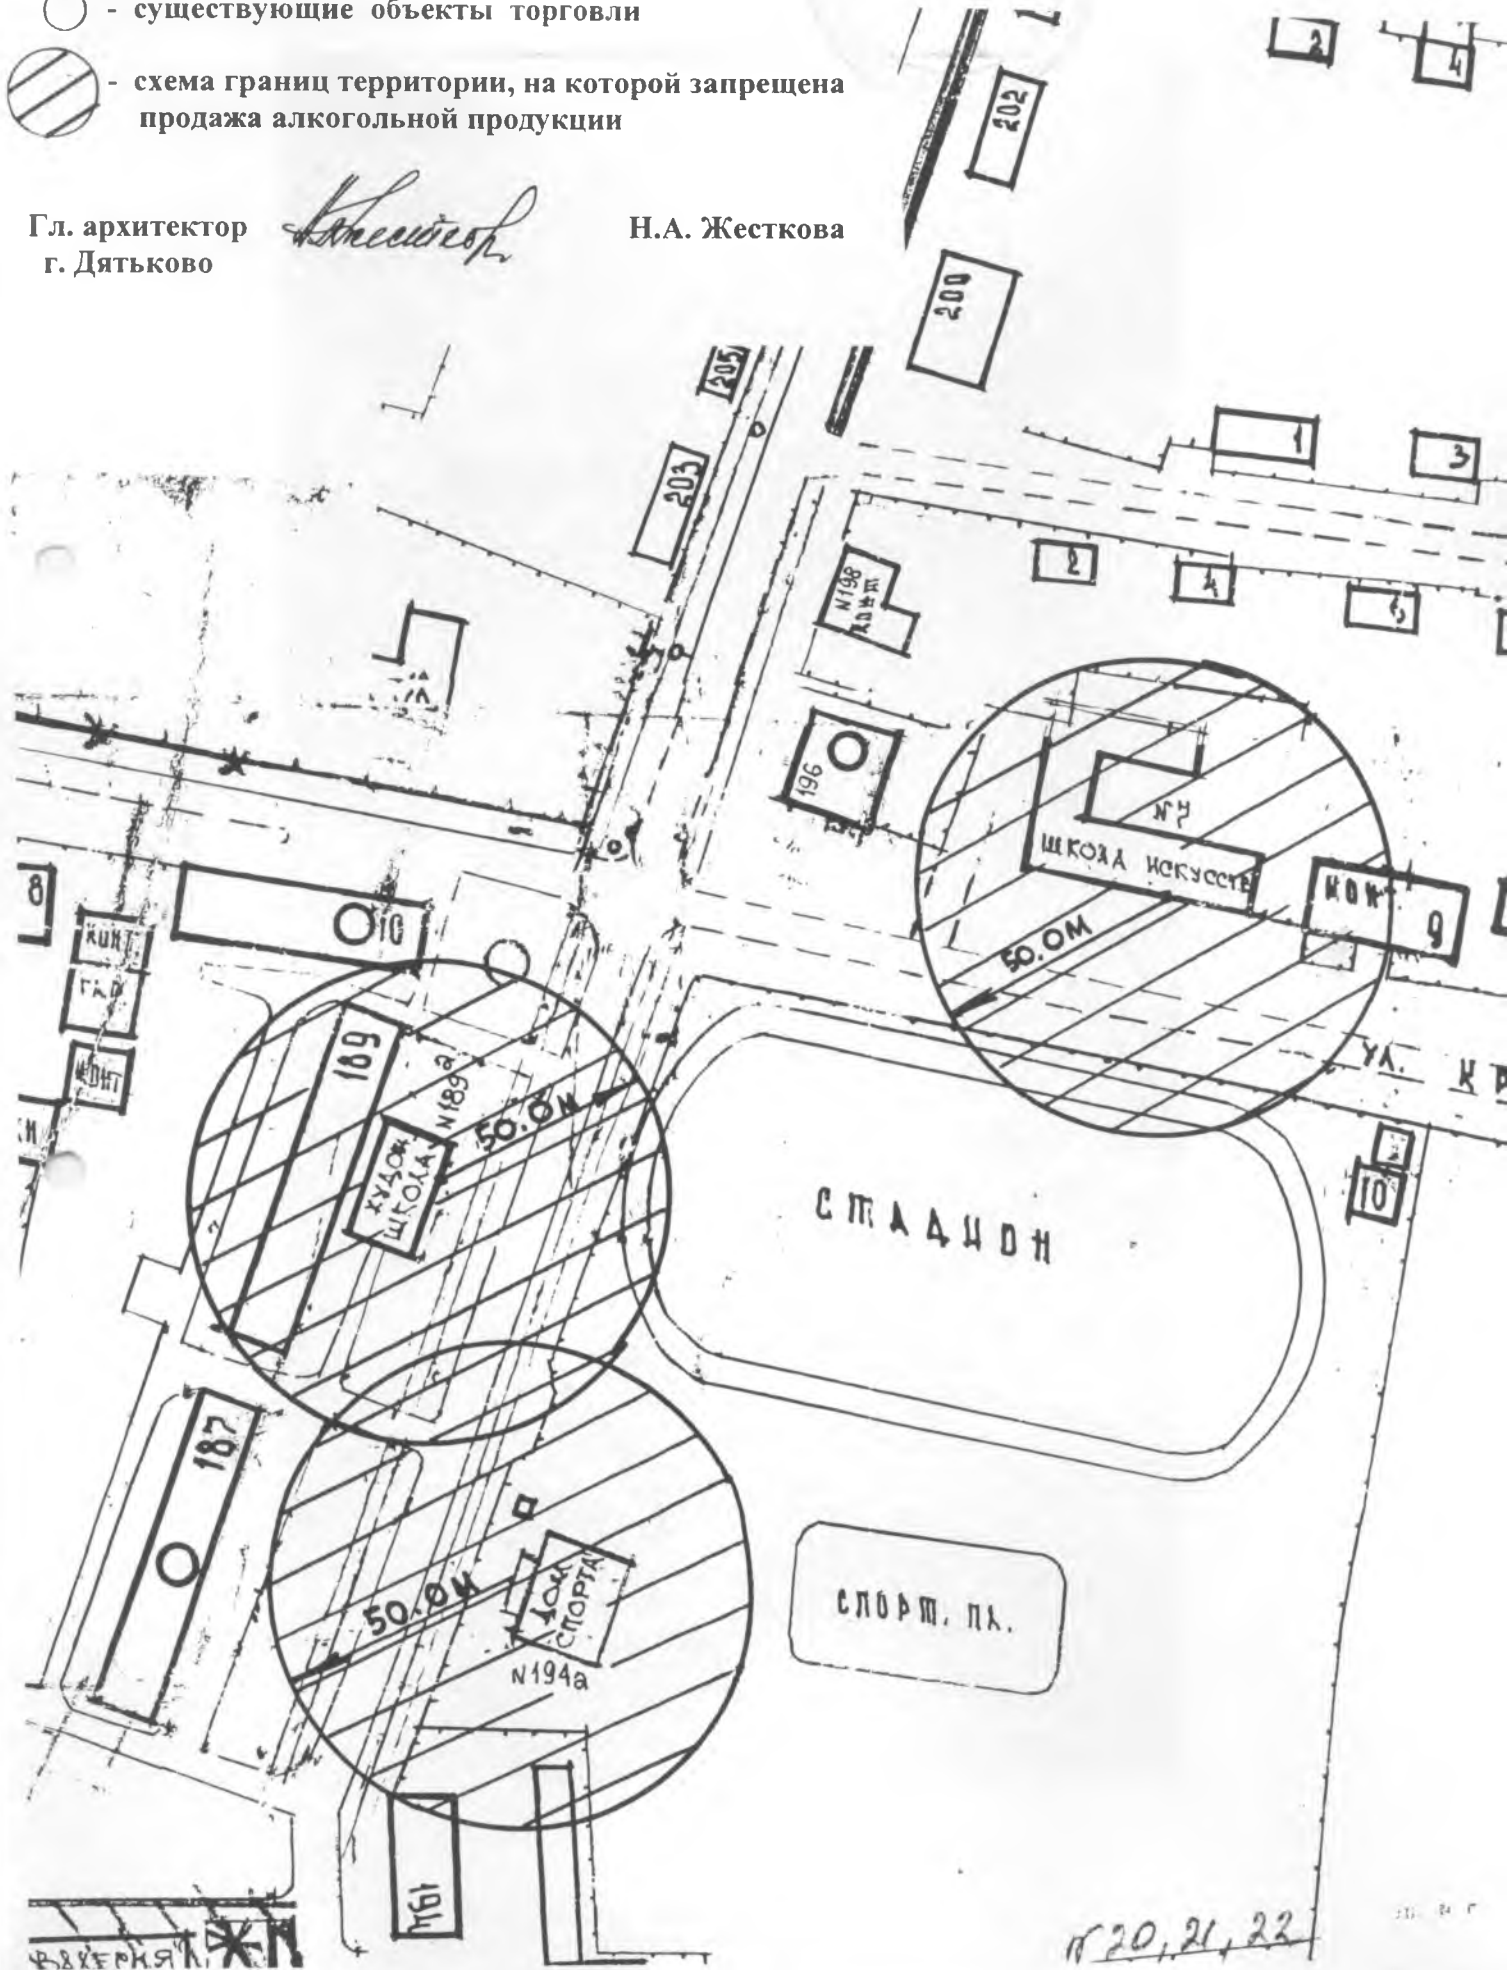 - существующие объекты торговли
- схема границ территории, на которой запрещена
продажа алкогольной продукции
Гл. архитектор
г. Дятьково
Н.А. Жесткова
2
4
202
200
205
203
1
3
N198
конт
2
4
196
N7
ШКОЛА ИСКУССТВ
50.0М
КОН
9
8
10
КОНТ
ГАР
КОНТ
189
N189а
50.0М
ХУДОЖ
ШКОЛА
УЛ. КР
10
СТАДИОН
187
50.0М
ДОМ
СПОРТА
N194а
СПОРТ. ПЛ.
194
N 20, 21, 22